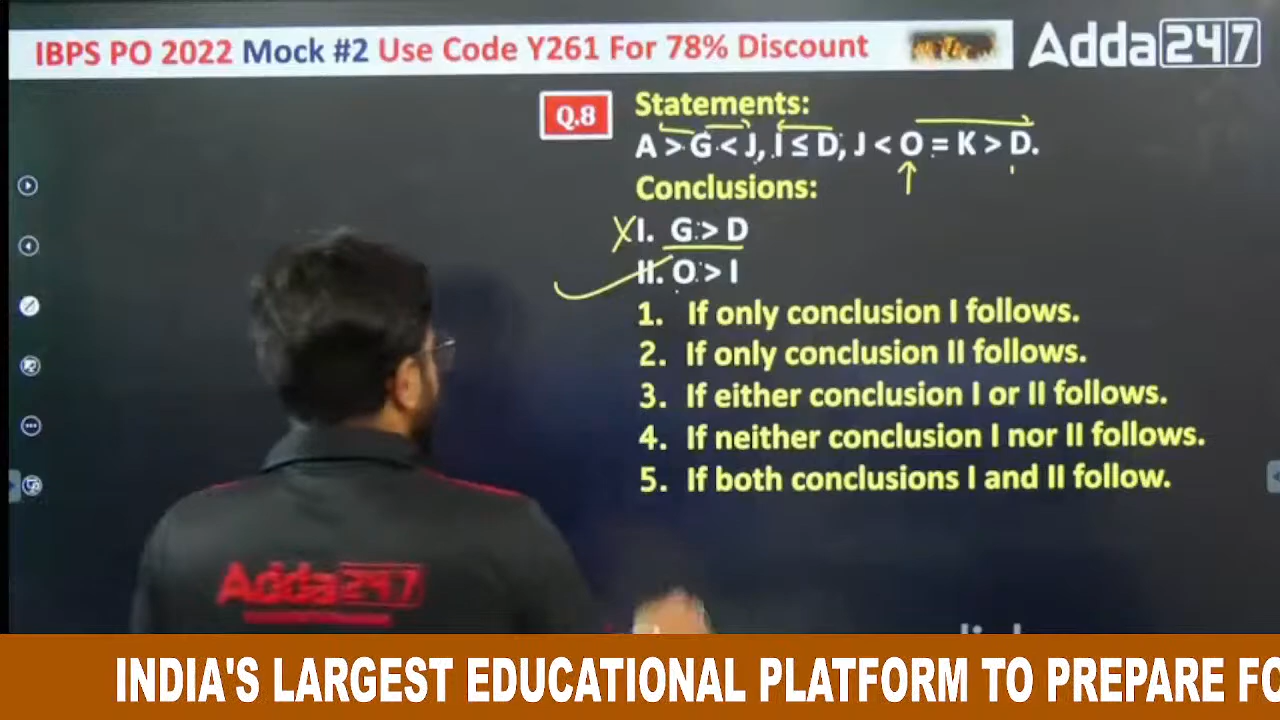 IBPS PO 2022 Mock #2 Use Code Y261 For 78% Discount
Adda247
Q.8
Statements:
A > G < J, I ≤ D, J < O = K > D.
Conclusions:
I. G > D
II. O > I
1. If only conclusion I follows.
2. If only conclusion II follows.
3. If either conclusion I or II follows.
4. If neither conclusion I nor II follows.
5. If both conclusions I and II follow.
Adda247
INDIA'S LARGEST EDUCATIONAL PLATFORM TO PREPARE FO